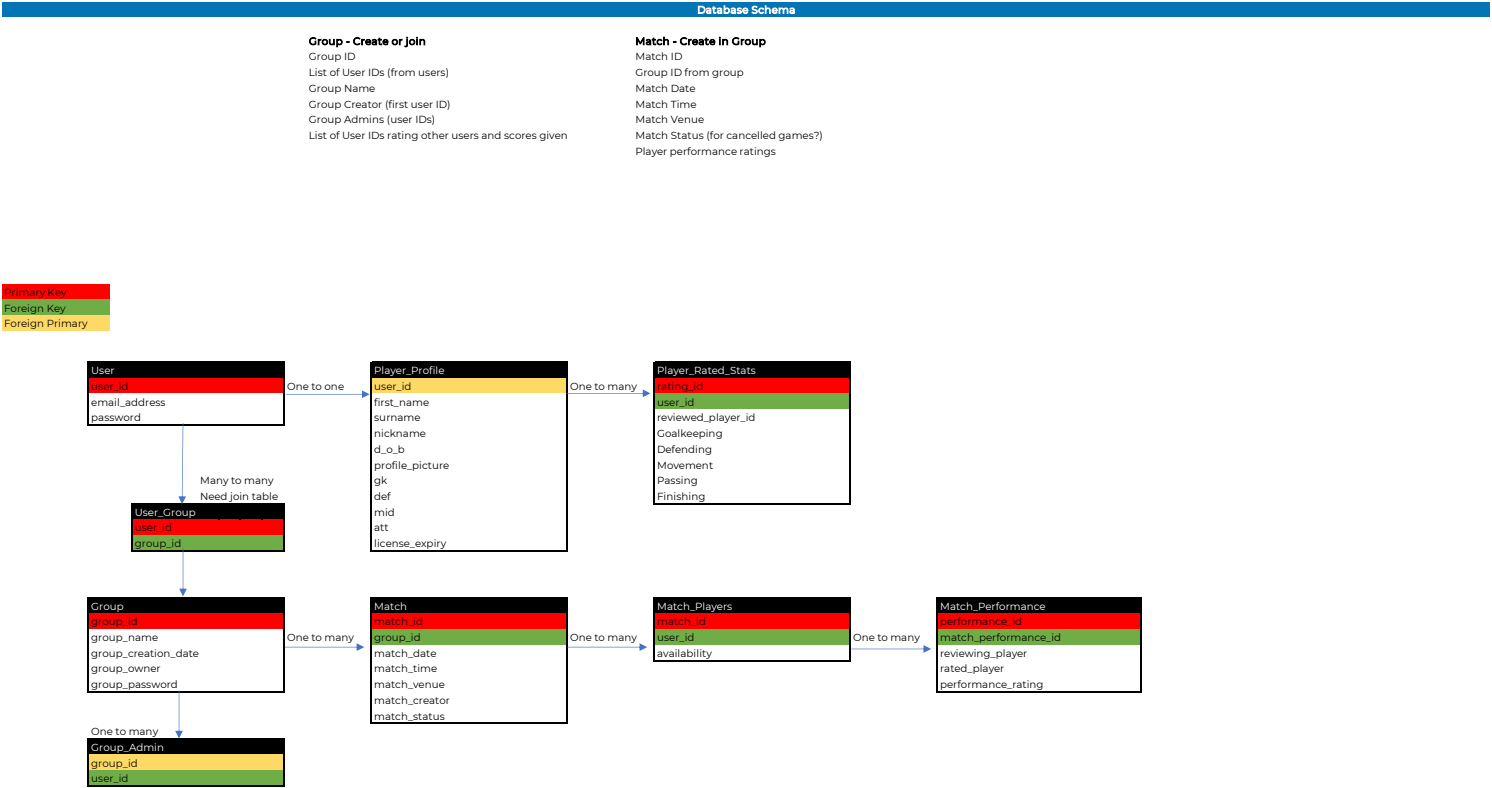 Database Schema
Group - Create or join
Group ID
List of User IDs (from users)
Group Name
Group Creator (first user ID)
Group Admins (user IDs)
List of User IDs rating other users and scores given
Match - Create in Group
Match ID
Group ID from group
Match Date
Match Time
Match Venue
Match Status (for cancelled games?)
Player performance ratings
Primary Key
Foreign Key
Foreign Primary
User
user_id
email_address
password
One to one
Player_Profile
user_id
first_name
surname
nickname
d_o_b
profile_picture
gk
def
mid
att
license_expiry
One to many
Player_Rated_Stats
rating_id
user_id
reviewed_player_id
Goalkeeping
Defending
Movement
Passing
Finishing
Many to many
Need join table
User_Group
user_id
group_id
Group
group_id
group_name
group_creation_date
group_owner
group_password
One to many
Match
match_id
group_id
match_date
match_time
match_venue
match_creator
match_status
One to many
Match_Players
match_id
user_id
availability
One to many
Match_Performance
performance_id
match_performance_id
reviewing_player
rated_player
performance_rating
One to many
Group_Admin
group_id
user_id